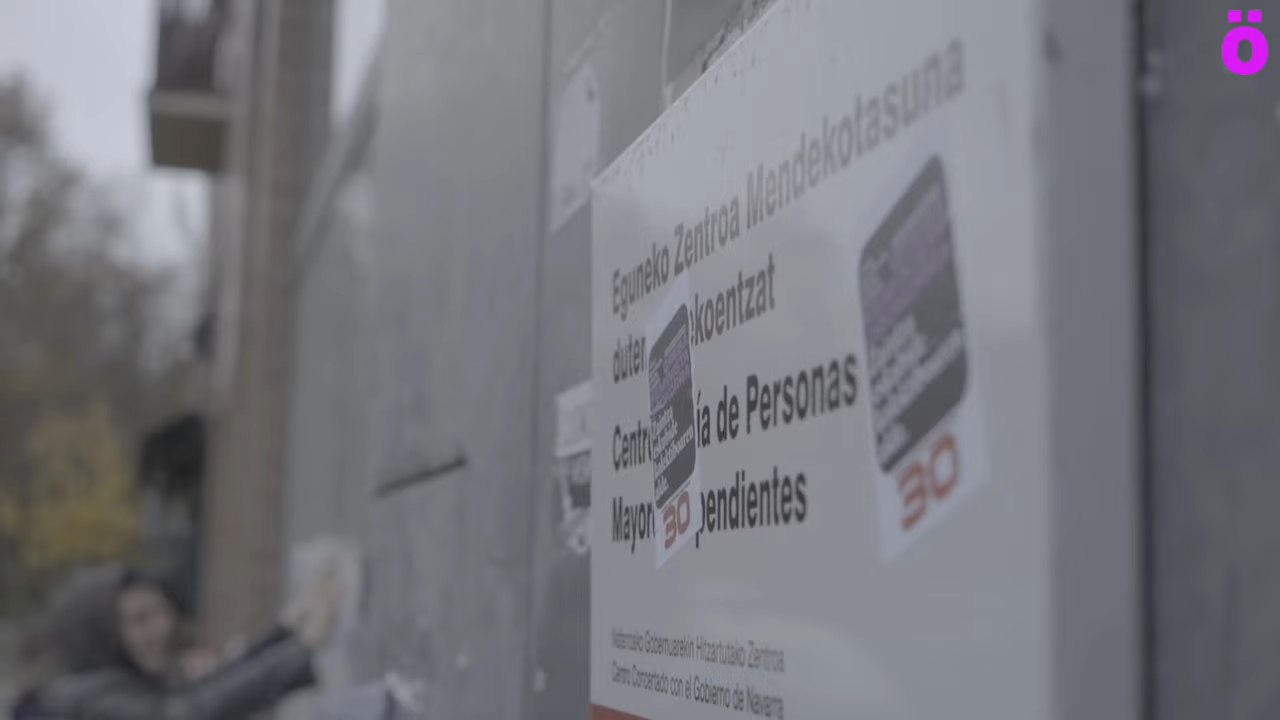 ö
Eguneko Zentroa Mendekotasuna
duten koentzat
Centro ía de Personas
Mayor pendientes
30
30
Nafarroako Gobernuarekin Hitzartutako Zentroa
Centro Concertado con el Gobierno de Navarra